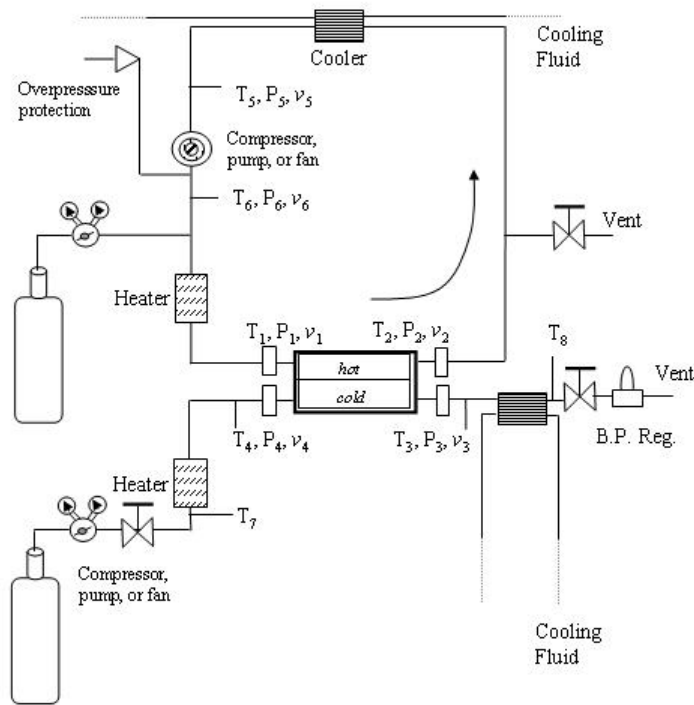 Cooling
Fluid
Cooler
Overpresssure
protection
T5, P5, v5
Compressor,
pump, or fan
T6, P6, v6
Vent
Heater
T1, P1, v1
T2, P2, v2
T8
hot
cold
Vent
T4, P4, v4
T3, P3, v3
B.P. Reg.
Heater
T7
Compressor,
pump, or fan
Cooling
Fluid